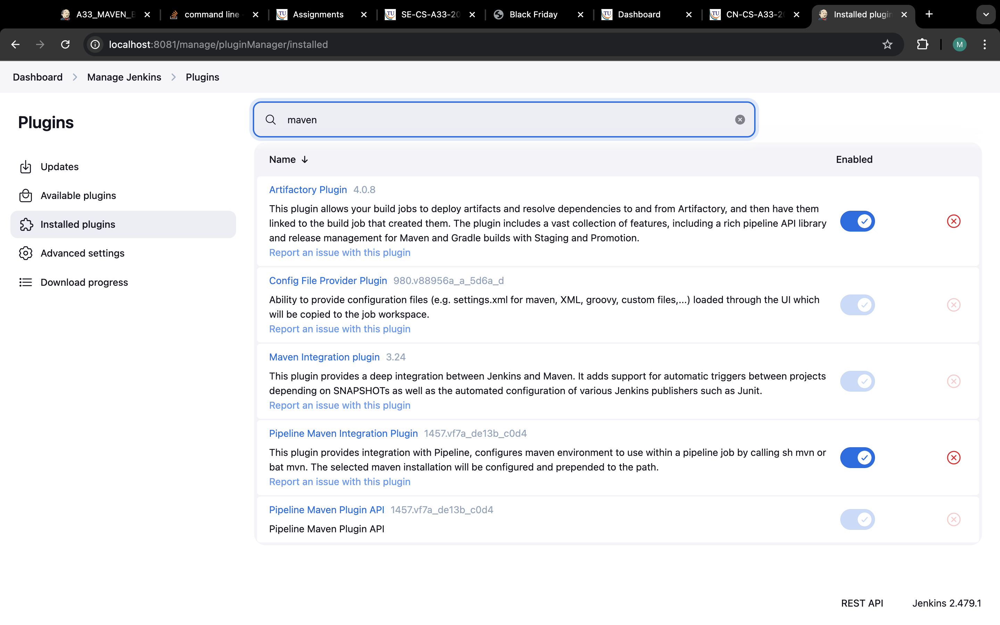 A33_MAVEN_B
command line -
Assignments
SE-CS-A33-20
Black Friday
Dashboard
CN-CS-A33-20
Installed plugin
localhost:8081/manage/pluginManager/installed
M
Dashboard > Manage Jenkins > Plugins
Plugins
Updates
Available plugins
Installed plugins
Advanced settings
Download progress
maven
Name ↓ Enabled
Artifactory Plugin 4.0.8
This plugin allows your build jobs to deploy artifacts and resolve dependencies to and from Artifactory, and then have them
linked to the build job that created them. The plugin includes a vast collection of features, including a rich pipeline API library
and release management for Maven and Gradle builds with Staging and Promotion.
Report an issue with this plugin
Config File Provider Plugin 980.v88956a_a_5d6a_d
Ability to provide configuration files (e.g. settings.xml for maven, XML, groovy, custom files,...) loaded through the UI which
will be copied to the job workspace.
Report an issue with this plugin
Maven Integration plugin 3.24
This plugin provides a deep integration between Jenkins and Maven. It adds support for automatic triggers between projects
depending on SNAPSHOTs as well as the automated configuration of various Jenkins publishers such as Junit.
Report an issue with this plugin
Pipeline Maven Integration Plugin 1457.vf7a_de13b_c0d4
This plugin provides integration with Pipeline, configures maven environment to use within a pipeline job by calling sh mvn or
bat mvn. The selected maven installation will be configured and prepended to the path.
Report an issue with this plugin
Pipeline Maven Plugin API 1457.vf7a_de13b_c0d4
Pipeline Maven Plugin API
REST API Jenkins 2.479.1